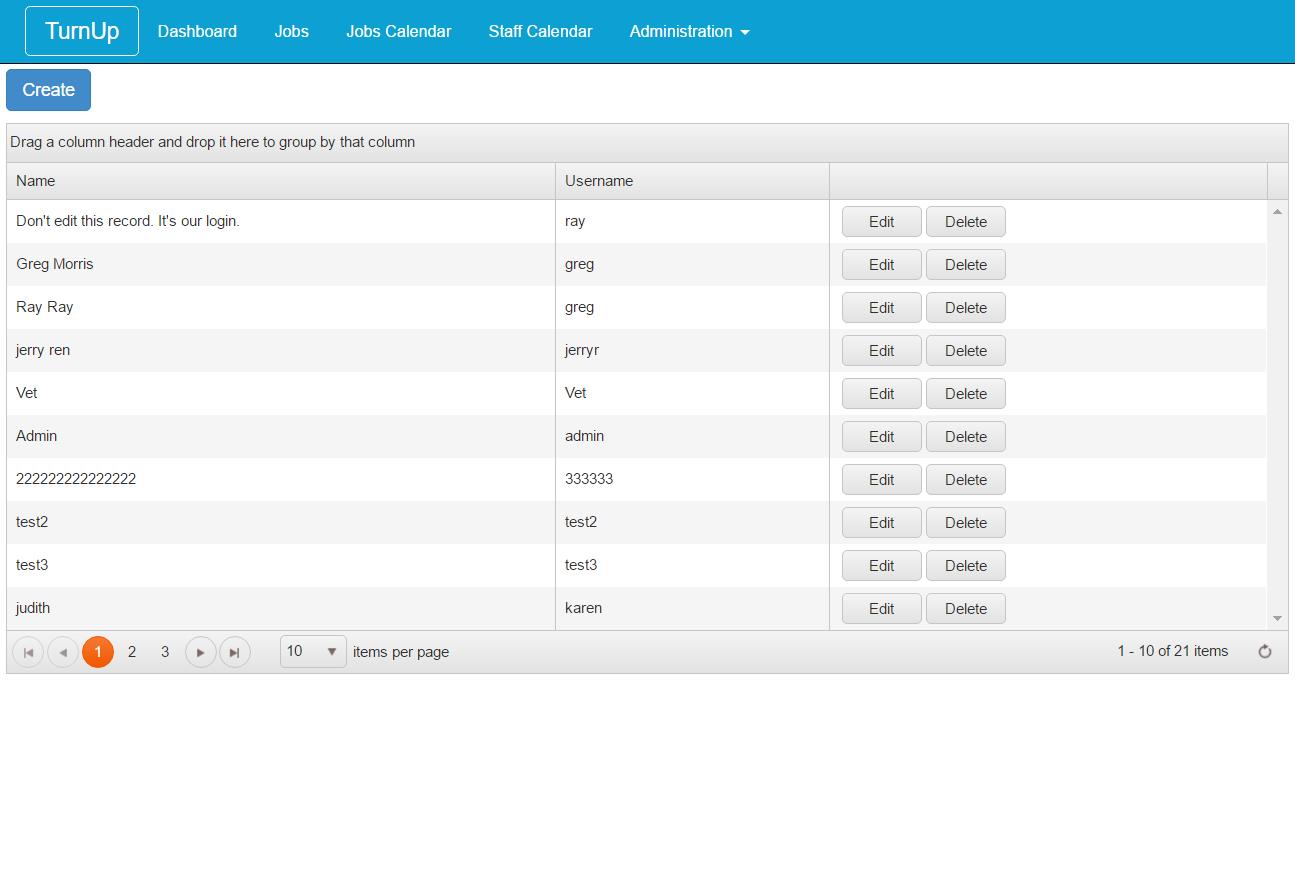 TurnUp Dashboard Jobs Jobs Calendar Staff Calendar Administration
Create
Drag a column header and drop it here to group by that column
Name Username
Don't edit this record. It's our login. ray Edit Delete
Greg Morris greg Edit Delete
Ray Ray greg Edit Delete
jerry ren jerryr Edit Delete
Vet Vet Edit Delete
Admin admin Edit Delete
222222222222222 333333 Edit Delete
test2 test2 Edit Delete
test3 test3 Edit Delete
judith karen Edit Delete
1 2 3 10 items per page 1 - 10 of 21 items